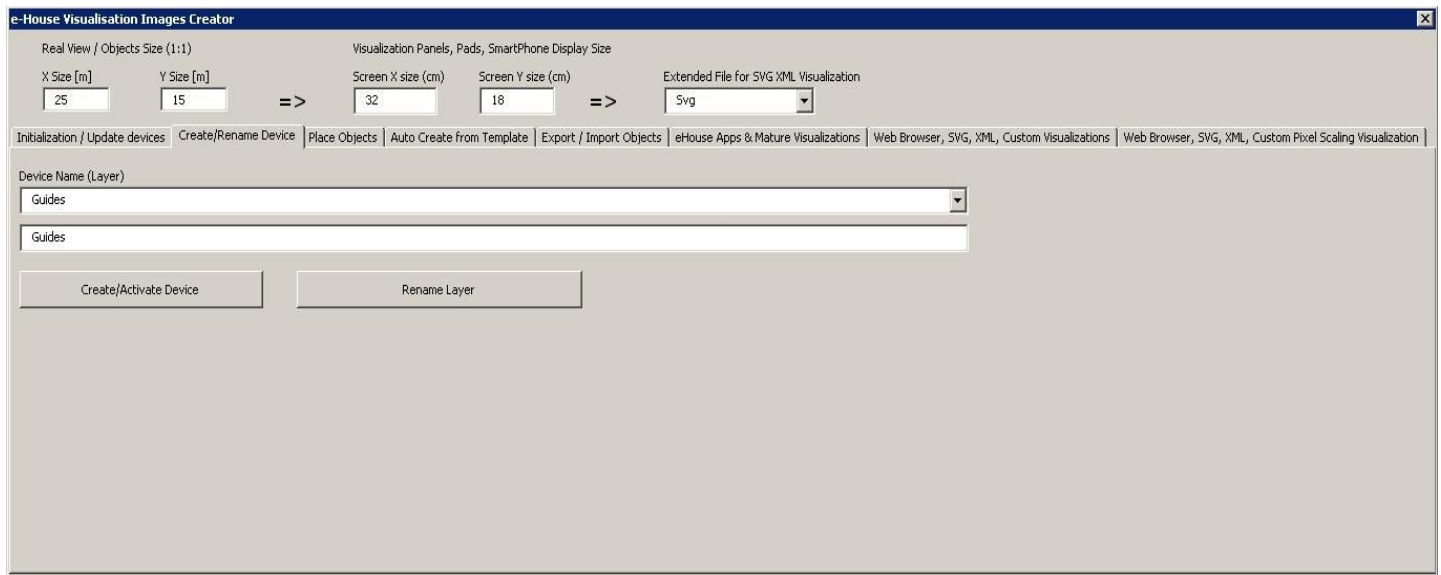 e-House Visualisation Images Creator
Real View / Objects Size (1:1) Visualization Panels, Pads, SmartPhone Display Size
X Size [m] Y Size [m] Screen X size (cm) Screen Y size (cm) Extended File for SVG XML Visualization
25 15 => 32 18 => Svg
Initialization / Update devices Create/Rename Device Place Objects Auto Create from Template Export / Import Objects eHouse Apps & Mature Visualizations Web Browser, SVG, XML, Custom Visualizations Web Browser, SVG, XML, Custom Pixel Scaling Visualization
Device Name (Layer)
Guides
Guides
Create/Activate Device Rename Layer